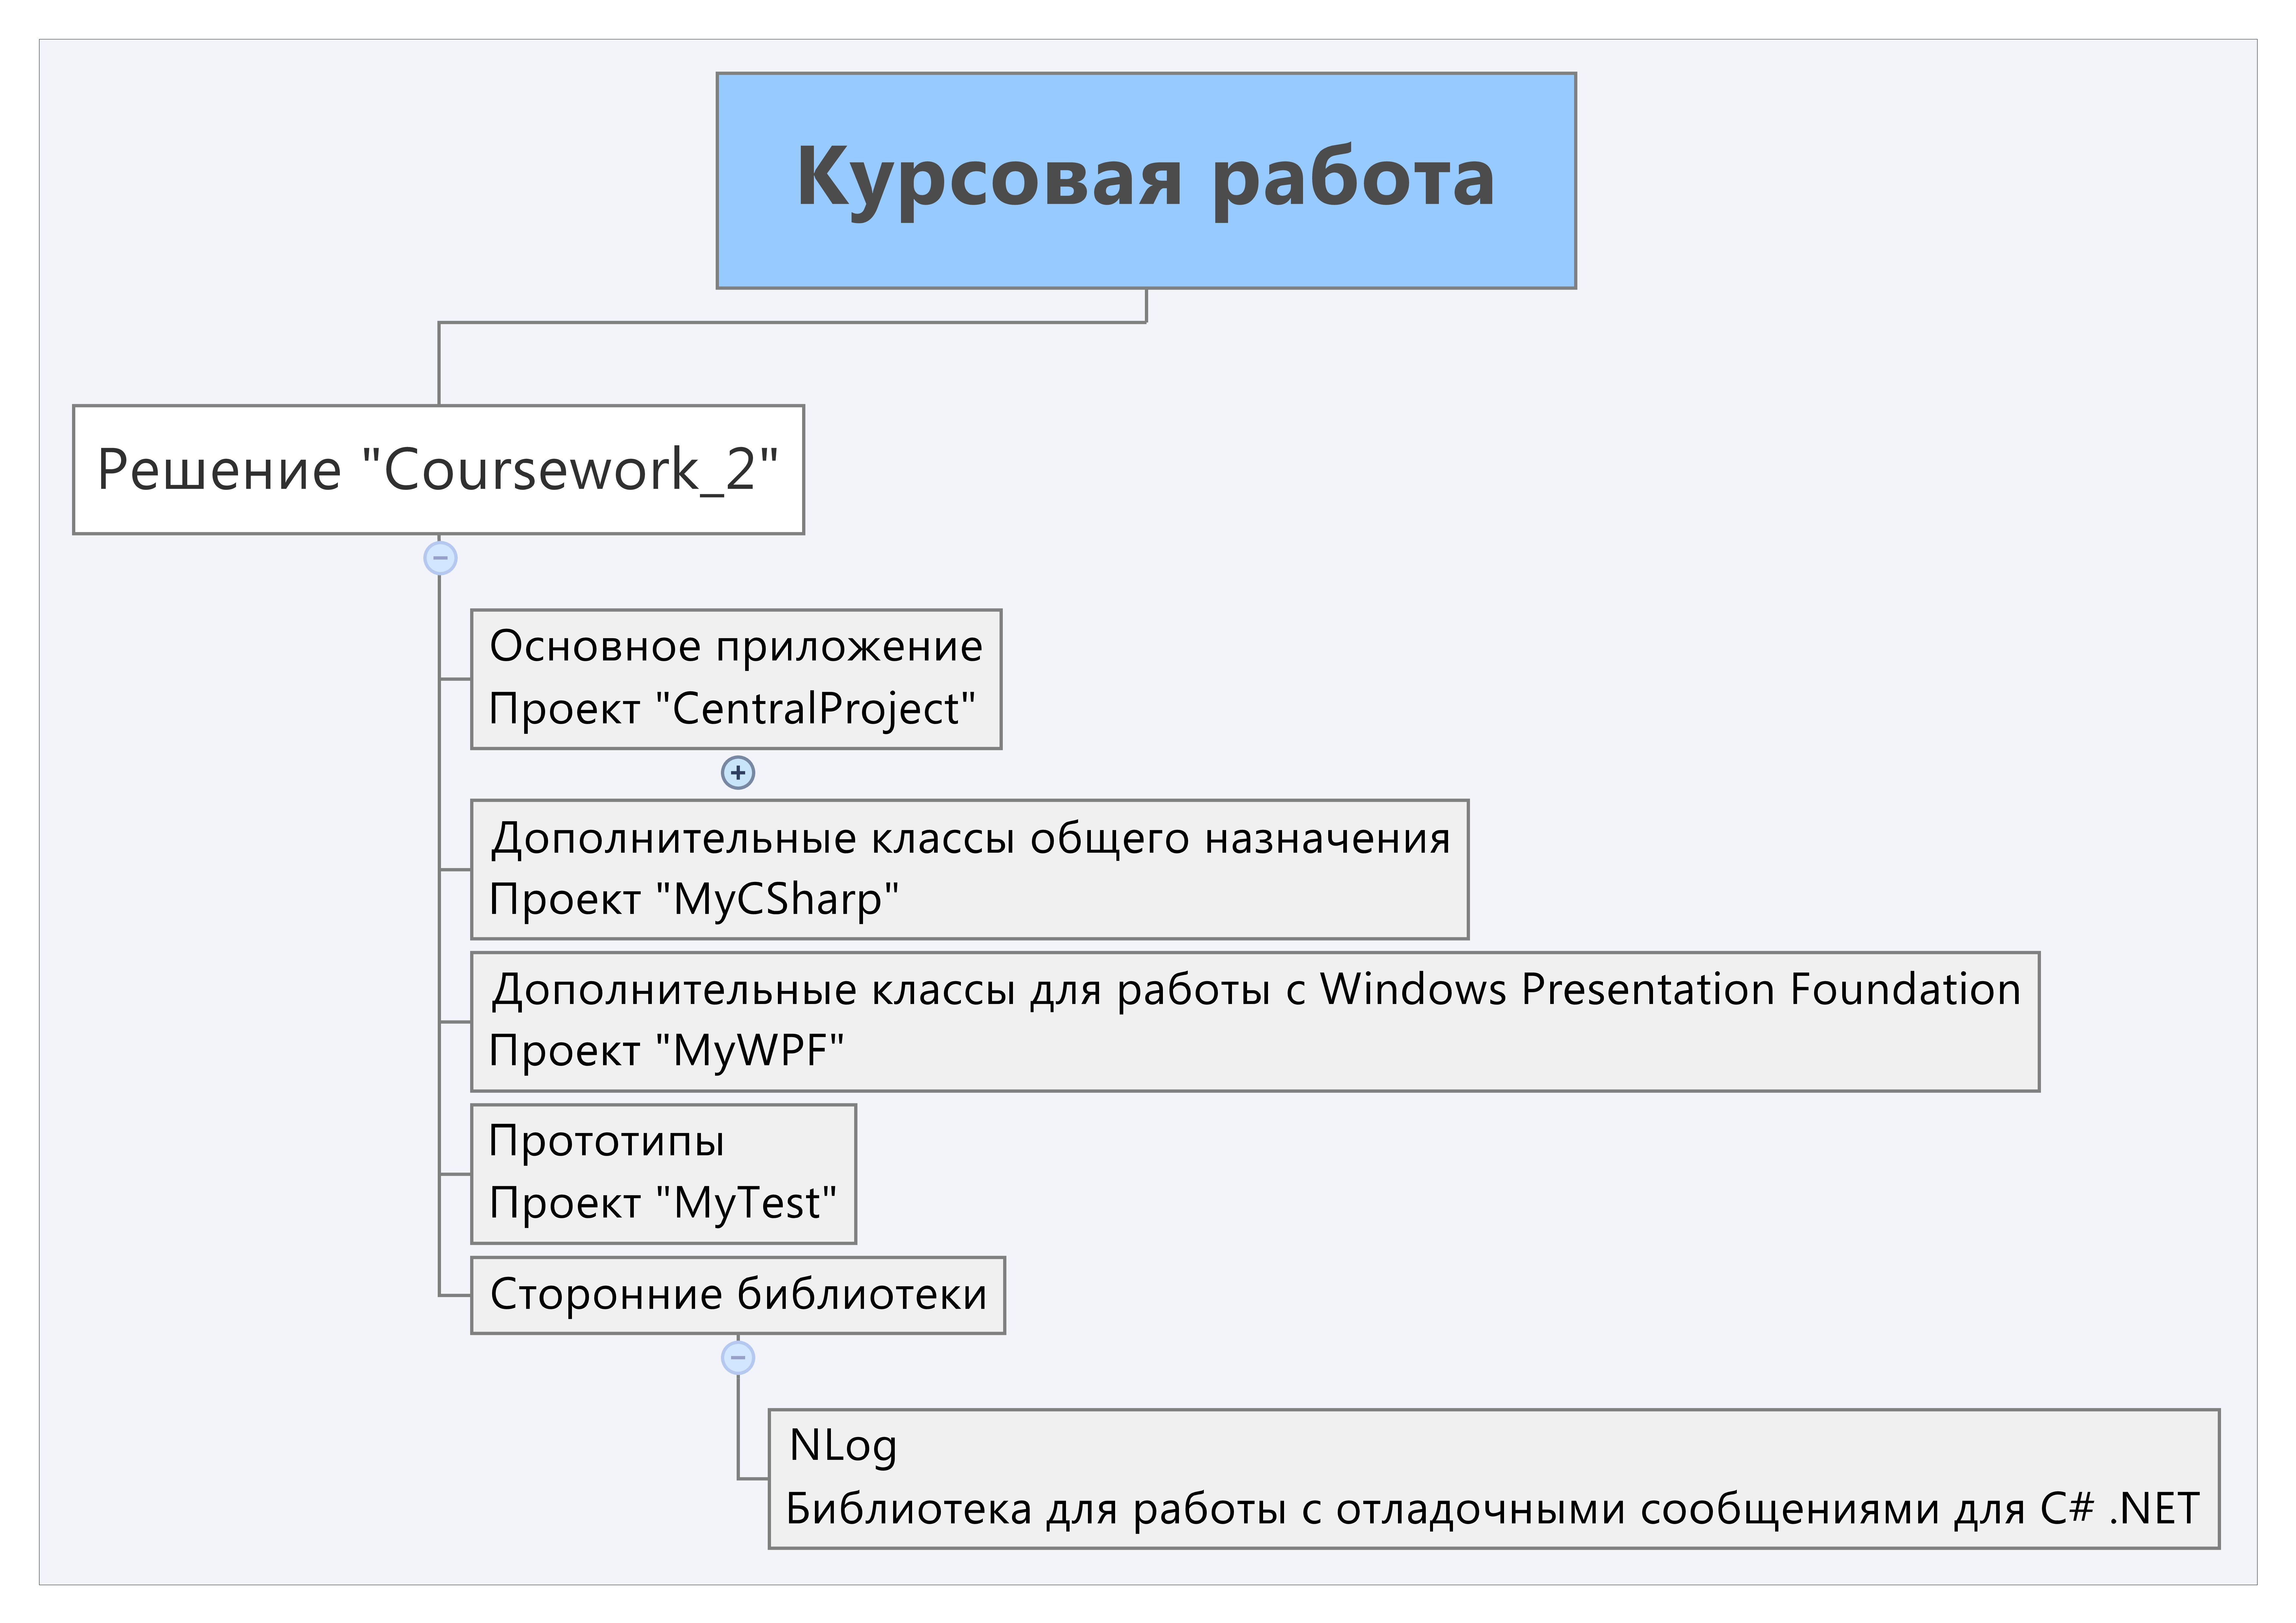 Курсовая работа
Решение "Coursework_2"
Основное приложение
Проект "CentralProject"
Дополнительные классы общего назначения
Проект "MyCSharp"
Дополнительные классы для работы с Windows Presentation Foundation
Проект "MyWPF"
Прототипы
Проект "MyTest"
Сторонние библиотеки
NLog
Библиотека для работы с отладочными сообщениями для C# .NET